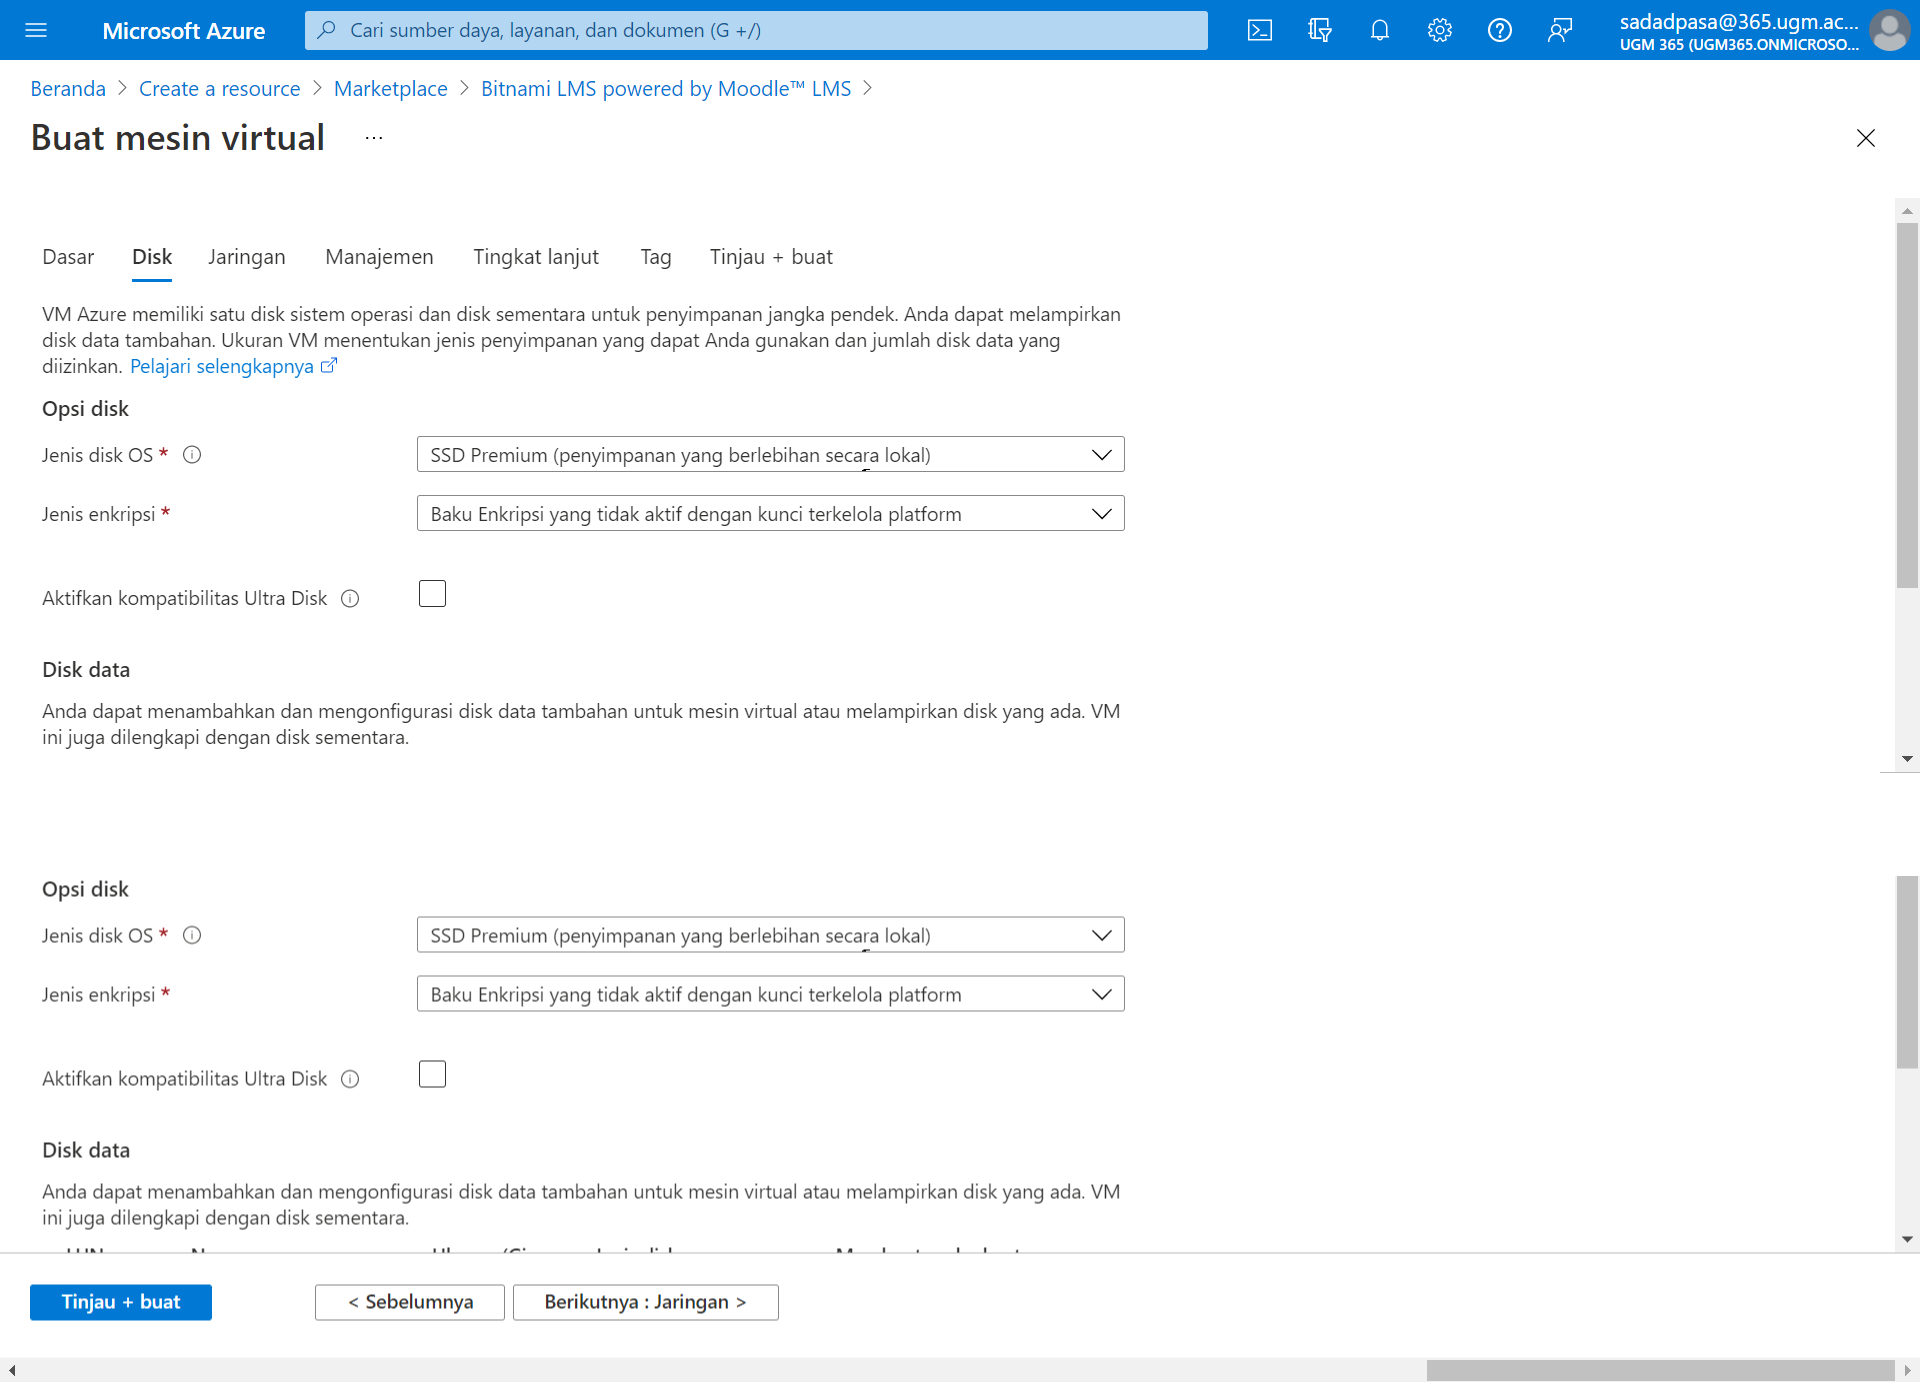 Microsoft Azure
Cari sumber daya, layanan, dan dokumen (G +/)
sadadpasa@365.ugm.ac...
UGM 365 (UGM365.ONMICROSO...
Beranda > Create a resource > Marketplace > Bitnami LMS powered by Moodle™ LMS >
Buat mesin virtual ...
Dasar Disk Jaringan Manajemen Tingkat lanjut Tag Tinjau + buat
VM Azure memiliki satu disk sistem operasi dan disk sementara untuk penyimpanan jangka pendek. Anda dapat melampirkan
disk data tambahan. Ukuran VM menentukan jenis penyimpanan yang dapat Anda gunakan dan jumlah disk data yang
diizinkan. Pelajari selengkapnya
Opsi disk
Jenis disk OS * SSD Premium (penyimpanan yang berlebihan secara lokal)
Jenis enkripsi * Baku Enkripsi yang tidak aktif dengan kunci terkelola platform
Aktifkan kompatibilitas Ultra Disk
Disk data
Anda dapat menambahkan dan mengonfigurasi disk data tambahan untuk mesin virtual atau melampirkan disk yang ada. VM
ini juga dilengkapi dengan disk sementara.
Opsi disk
Jenis disk OS * SSD Premium (penyimpanan yang berlebihan secara lokal)
Jenis enkripsi * Baku Enkripsi yang tidak aktif dengan kunci terkelola platform
Aktifkan kompatibilitas Ultra Disk
Disk data
Anda dapat menambahkan dan mengonfigurasi disk data tambahan untuk mesin virtual atau melampirkan disk yang ada. VM
ini juga dilengkapi dengan disk sementara.
Tinjau + buat < Sebelumnya Berikutnya : Jaringan >